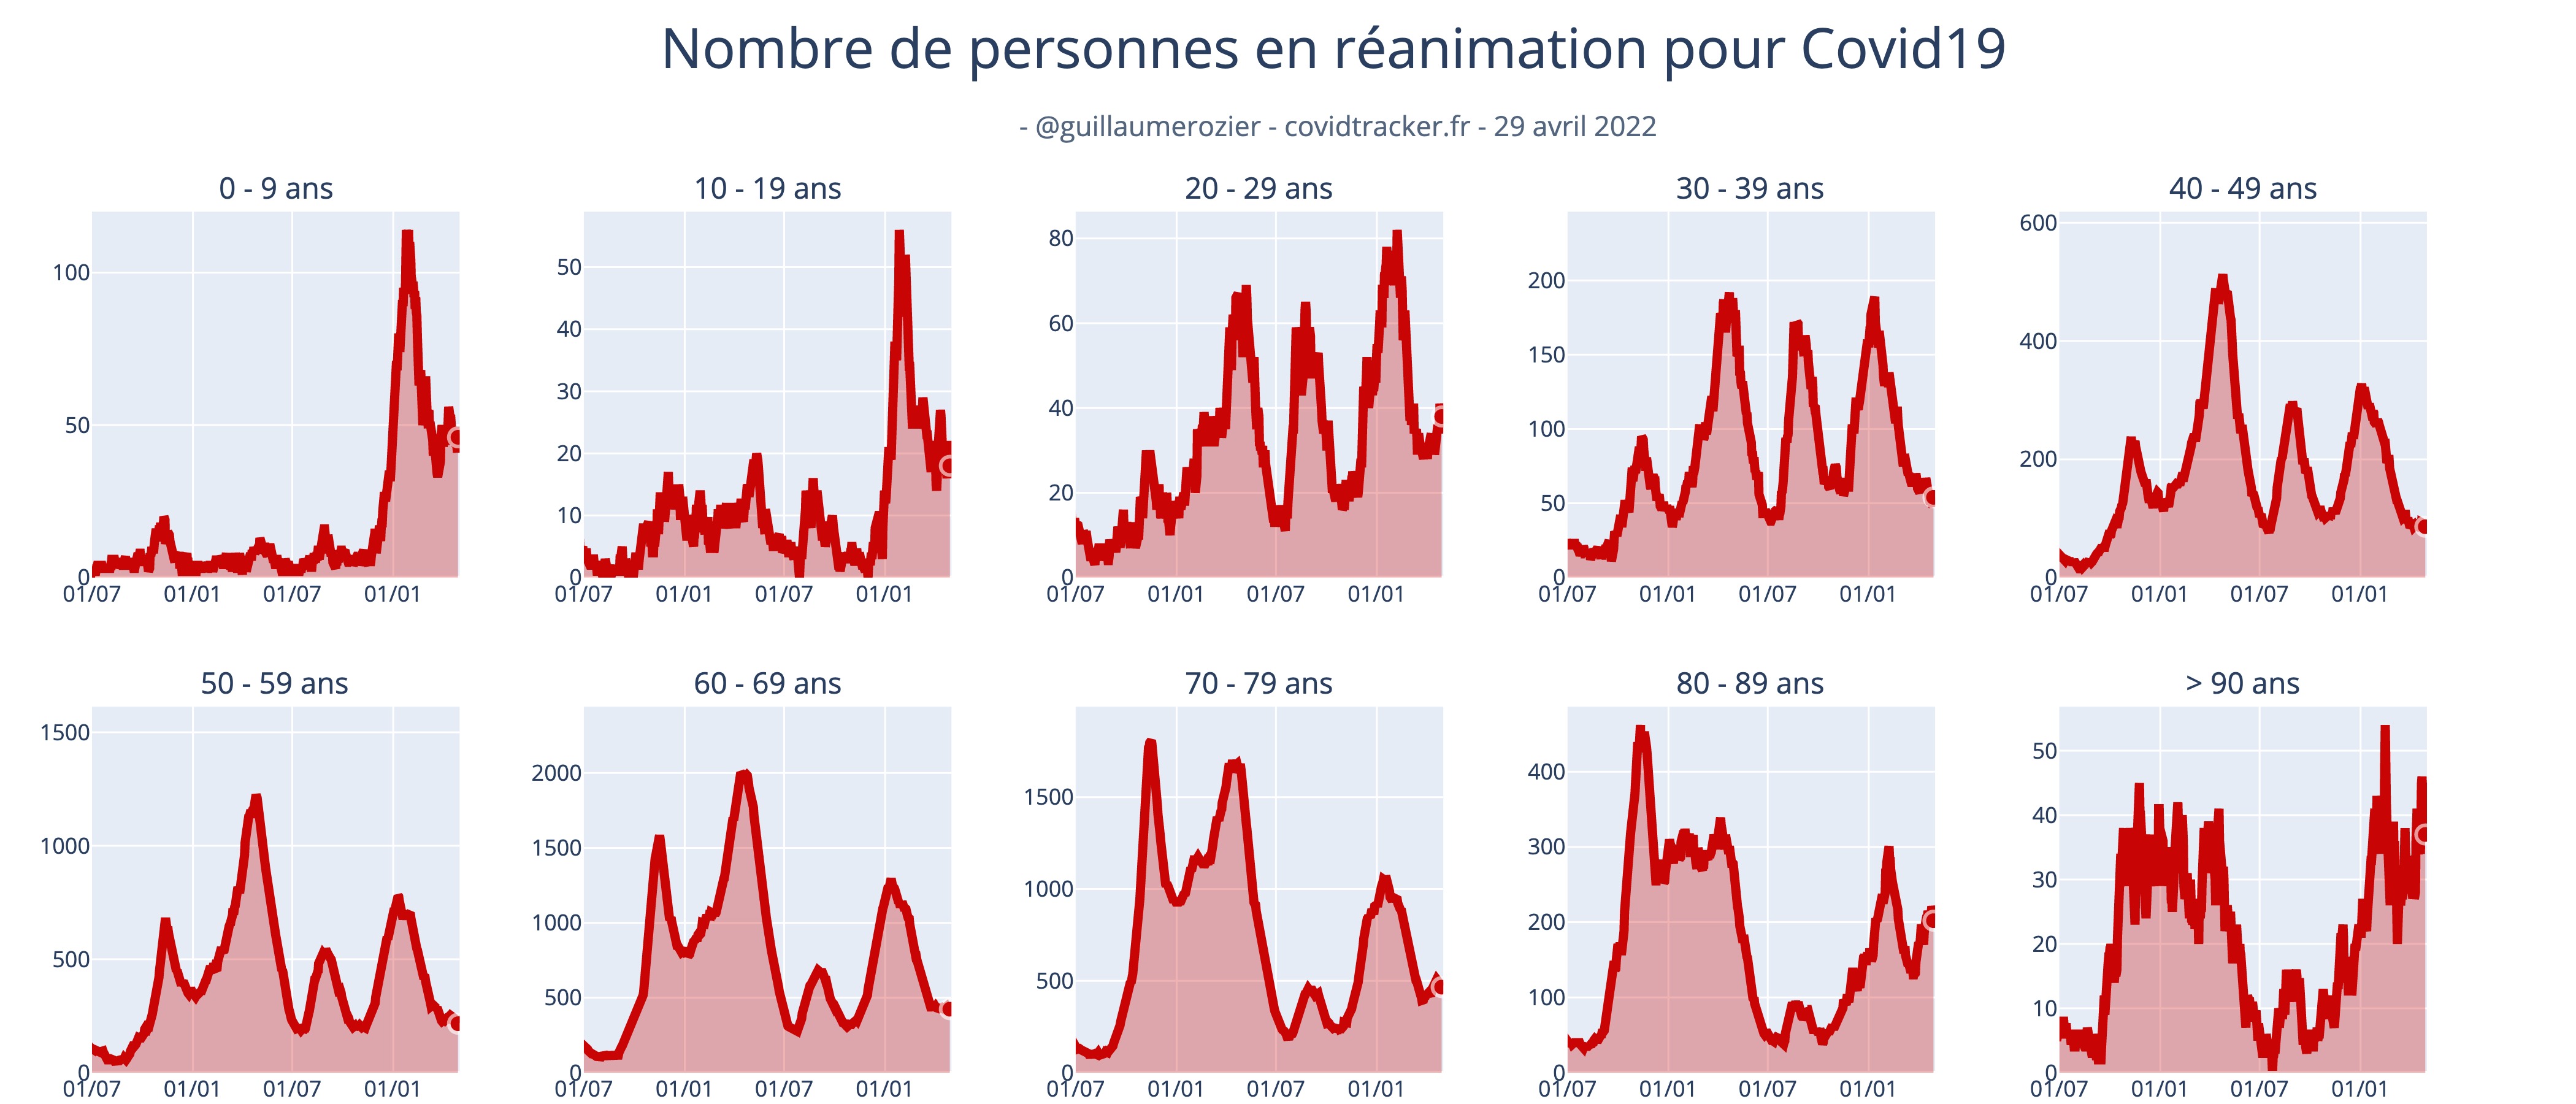 Nombre de personnes en réanimation pour Covid19
- @guillaumerozier - covidtracker.fr - 29 avril 2022
0 - 9 ans
10 - 19 ans
20 - 29 ans
30 - 39 ans
40 - 49 ans
100
50
0
01/07 01/01 01/07 01/01
50
40
30
20
10
0
01/07 01/01 01/07 01/01
80
60
40
20
0
01/07 01/01 01/07 01/01
200
150
100
50
0
01/07 01/01 01/07 01/01
600
400
200
0
01/07 01/01 01/07 01/01
50 - 59 ans
60 - 69 ans
70 - 79 ans
80 - 89 ans
> 90 ans
1500
1000
500
0
01/07 01/01 01/07 01/01
2000
1500
1000
500
0
01/07 01/01 01/07 01/01
1500
1000
500
0
01/07 01/01 01/07 01/01
400
300
200
100
0
01/07 01/01 01/07 01/01
50
40
30
20
10
0
01/07 01/01 01/07 01/01